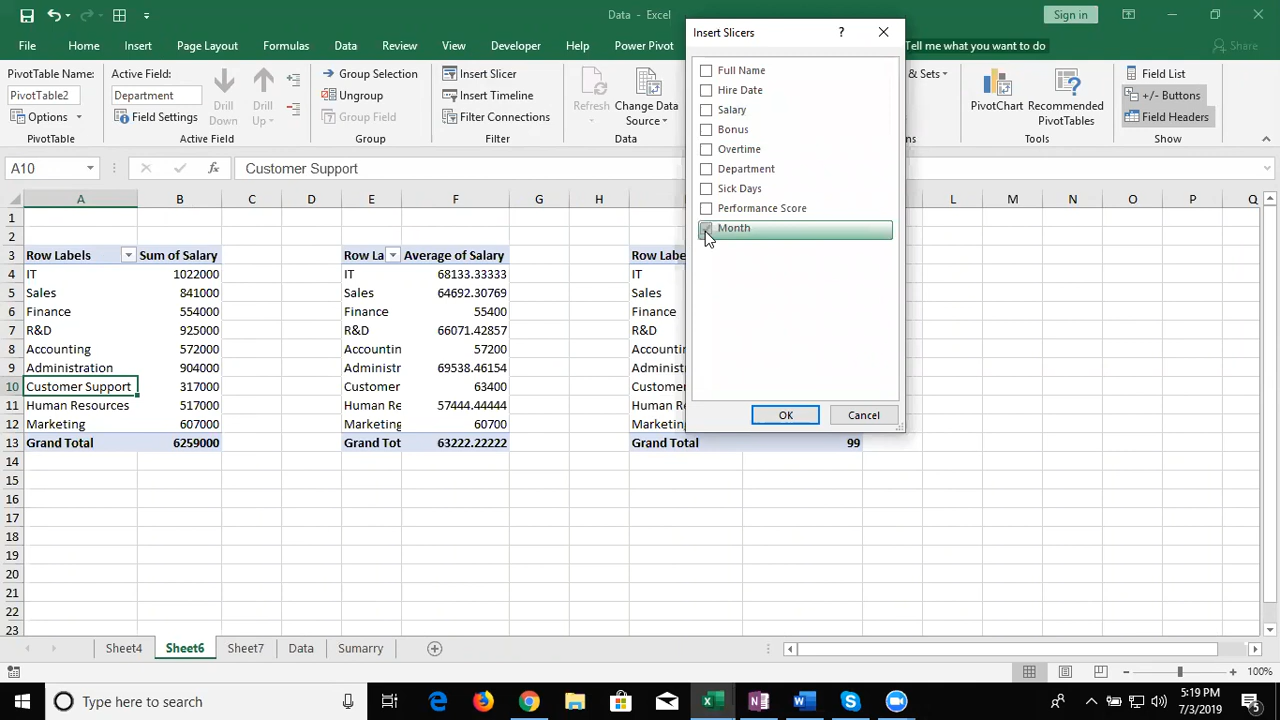 Data - Excel
Sign in
File Home Insert Page Layout Formulas Data Review View Developer Help Power Pivot
Tell me what you want to do
Share
PivotTable Name:
PivotTable2
Options
PivotTable
Active Field:
Department
Field Settings
Drill Down
Drill Up
Active Field
Group Selection
Ungroup
Group Field
Group
Insert Slicer
Insert Timeline
Filter Connections
Filter
Refresh
Change Data Source
Data
& Sets
PivotChart
Recommended PivotTables
Tools
Field List
+/- Buttons
Field Headers
Show
A10
fx
Customer Support
Insert Slicers
?
Full Name
Hire Date
Salary
Bonus
Overtime
Department
Sick Days
Performance Score
Month
OK Cancel
A B C D E F G H L M N O P Q
1
2
3 Row Labels Sum of Salary Row La Average of Salary Row Labe
4 IT 1022000 IT 68133.33333 IT
5 Sales 841000 Sales 64692.30769 Sales
6 Finance 554000 Finance 55400 Finance
7 R&D 925000 R&D 66071.42857 R&D
8 Accounting 572000 Accountin 57200 Accounti
9 Administration 904000 Administr 69538.46154 Administ
10 Customer Support 317000 Customer 63400 Custome
11 Human Resources 517000 Human Re 57444.44444 Human R
12 Marketing 607000 Marketing 60700 Marketin
13 Grand Total 6259000 Grand Tot 63222.22222 Grand Total 99
14
15
16
17
18
19
20
21
22
23
Sheet4 Sheet6 Sheet7 Data Sumarry
100%
Type here to search
5:19 PM
7/3/2019
5